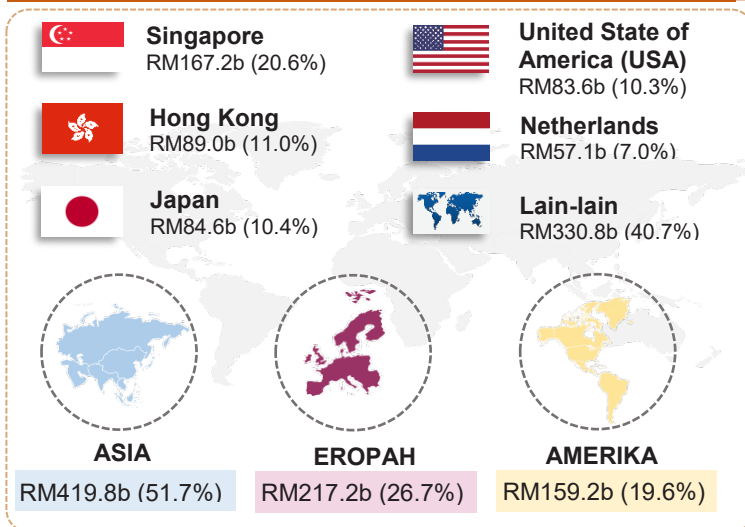 Singapore
RM167.2b (20.6%)
United State of
America (USA)
RM83.6b (10.3%)
Hong Kong
RM89.0b (11.0%)
Netherlands
RM57.1b (7.0%)
Japan
RM84.6b (10.4%)
Lain-lain
RM330.8b (40.7%)
ASIA
RM419.8b (51.7%)
EROPAH
RM217.2b (26.7%)
AMERIKA
RM159.2b (19.6%)